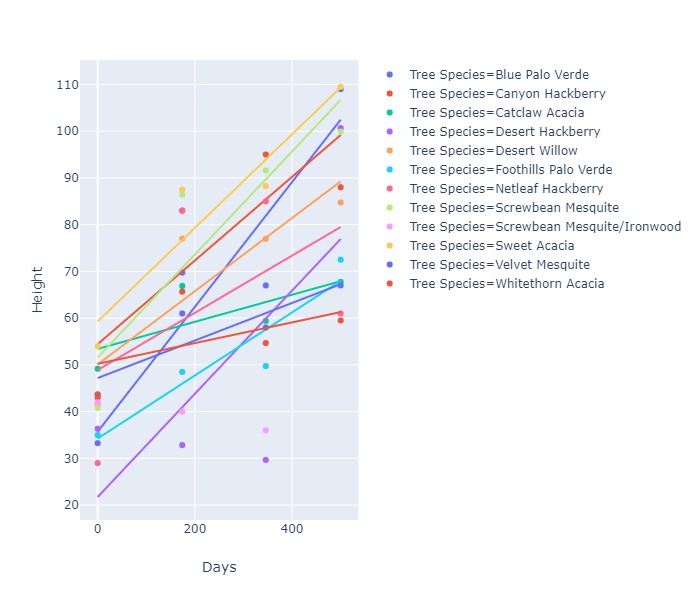 Tree Species=Blue Palo Verde
Tree Species=Canyon Hackberry
Tree Species=Catclaw Acacia
Tree Species=Desert Hackberry
Tree Species=Desert Willow
Tree Species=Foothills Palo Verde
Tree Species=Netleaf Hackberry
Tree Species=Screwbean Mesquite
Tree Species=Screwbean Mesquite/Ironwood
Tree Species=Sweet Acacia
Tree Species=Velvet Mesquite
Tree Species=Whitethorn Acacia
110
100
90
80
70
60
50
40
30
20
Height
0 200 400
Days